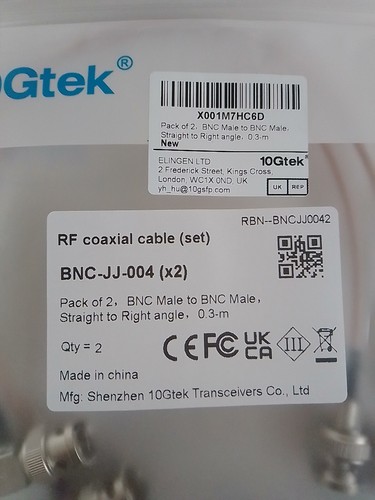 0Gtek®
X001M7HC6D
Pack of 2, BNC Male to BNC Male,
Straight to Right angle, 0.3-m
New
ELINGEN LTD
10Gtek®
2 Frederick Street, Kings Cross,
London, WC1X 0ND, UK
yh_hu@10gsfp.com
UK REP
RBN--BNCJJ0042
RF coaxial cable (set)
BNC-JJ-004 (x2)
Pack of 2, BNC Male to BNC Male,
Straight to Right angle, 0.3-m
Qty = 2
CE FC UK CA III
Made in china
Mfg: Shenzhen 10Gtek Transceivers Co., Ltd